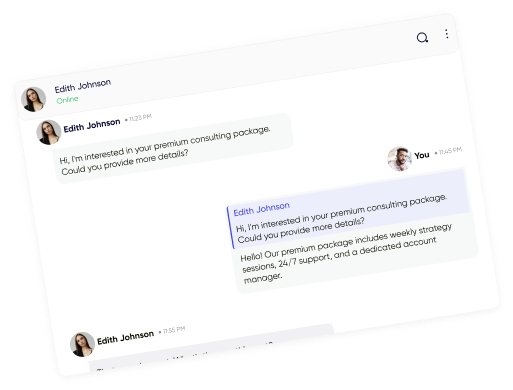 Edith Johnson
Online
Edith Johnson • 11:23 PM
Hi, I'm interested in your premium consulting package.
Could you provide more details?
You • 11:45 PM
Edith Johnson
Hi, I'm interested in your premium consulting package.
Could you provide more details?
Hello! Our premium package includes weekly strategy
sessions, 24/7 support, and a dedicated account
manager.
Edith Johnson • 11:55 PM